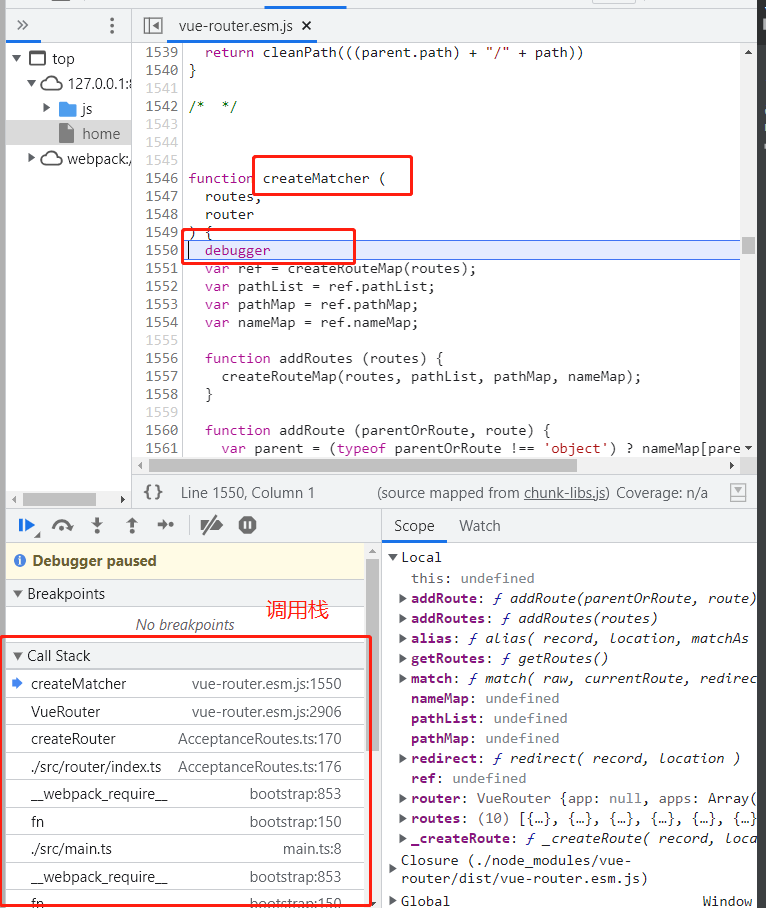 vue-router.esm.js ×
top
127.0.0.1:8
js
home
webpack:/
1539 return cleanPath(((parent.path) + "/" + path))
1540 }
1541
1542 /*  */
1543
1544
1545
1546 function createMatcher (
1547 routes,
1548 router
1549 ) {
1550 debugger
1551 var ref = createRouteMap(routes);
1552 var pathList = ref.pathList;
1553 var pathMap = ref.pathMap;
1554 var nameMap = ref.nameMap;
1555
1556 function addRoutes (routes) {
1557 createRouteMap(routes, pathList, pathMap, nameMap);
1558 }
1559
1560 function addRoute (parentOrRoute, route) {
1561 var parent = (typeof parentOrRoute !== 'object') ? nameMap[pare
{} Line 1550, Column 1 (source mapped from chunk-libs.js) Coverage: n/a
Debugger paused
Breakpoints
调用栈
No breakpoints
Call Stack
createMatcher vue-router.esm.js:1550
VueRouter vue-router.esm.js:2906
createRouter AcceptanceRoutes.ts:170
./src/router/index.ts AcceptanceRoutes.ts:176
__webpack_require__ bootstrap:853
fn bootstrap:150
./src/main.ts main.ts:8
__webpack_require__ bootstrap:853
fn bootstrap:150
Scope Watch
Local
this: undefined
addRoute: ƒ addRoute(parentOrRoute, route)
addRoutes: ƒ addRoutes(routes)
alias: ƒ alias( record, location, matchAs
getRoutes: ƒ getRoutes()
match: ƒ match( raw, currentRoute, redirec
nameMap: undefined
pathList: undefined
pathMap: undefined
redirect: ƒ redirect( record, location )
ref: undefined
router: VueRouter {app: null, apps: Array(
routes: (10) [{…}, {…}, {…}, {…}, {…}, {…}
_createRoute: ƒ _createRoute( record, loca
Closure (./node_modules/vue-
router/dist/vue-router.esm.js)
Global Window